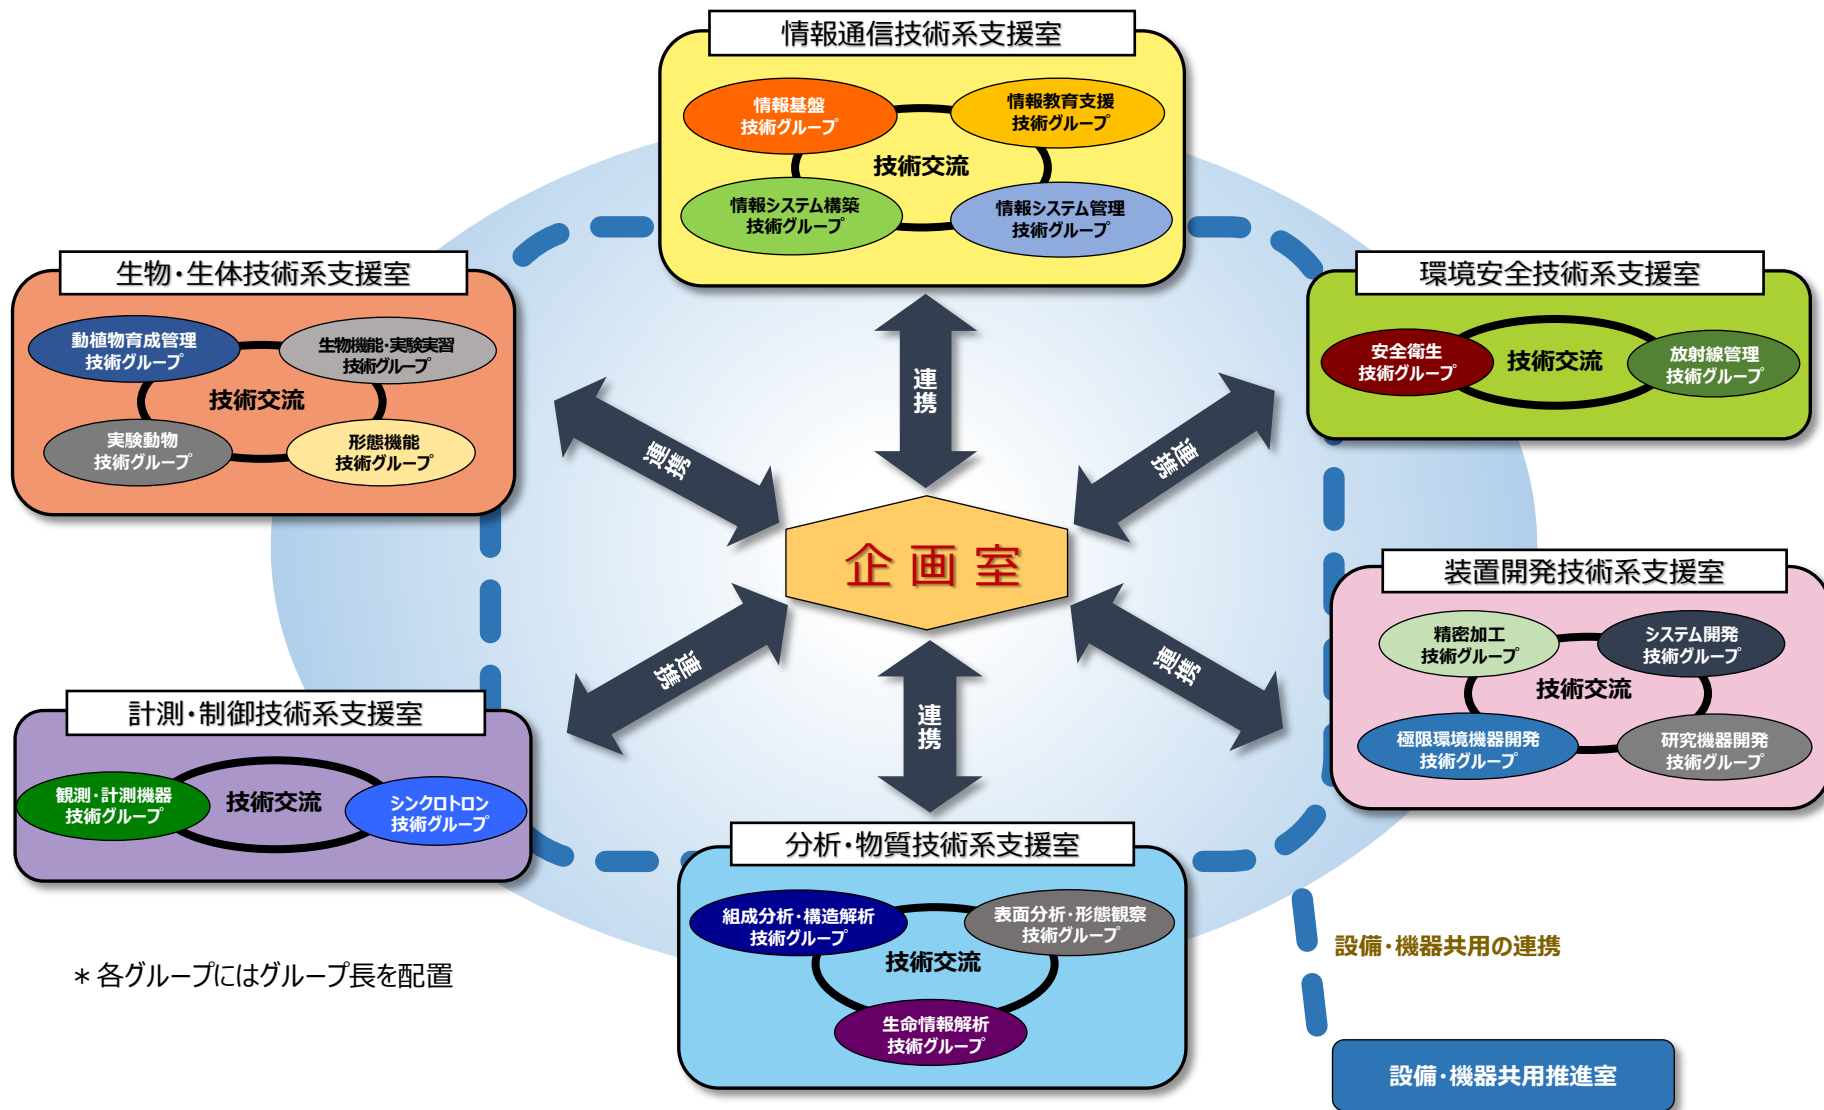 情報通信技術系支援室
情報基盤
技術グループ
情報教育支援
技術グループ
技術交流
情報システム構築
技術グループ
情報システム管理
技術グループ
生物・生体技術系支援室
動植物育成管理
技術グループ
生物機能・実験実習
技術グループ
技術交流
実験動物
技術グループ
形態機能
技術グループ
環境安全技術系支援室
安全衛生
技術グループ
技術交流
放射線管理
技術グループ
連携
連携
連携
企画室
連携
連携
連携
装置開発技術系支援室
精密加工
技術グループ
システム開発
技術グループ
技術交流
極限環境機器開発
技術グループ
研究機器開発
技術グループ
計測・制御技術系支援室
観測・計測機器
技術グループ
技術交流
シンクロトロン
技術グループ
分析・物質技術系支援室
組成分析・構造解析
技術グループ
表面分析・形態観察
技術グループ
技術交流
生命情報解析
技術グループ
＊各グループにはグループ長を配置
設備・機器共用の連携
設備・機器共用推進室